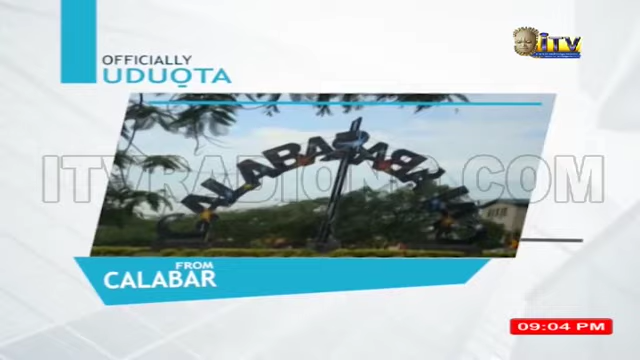 iTV
OFFICIALLY
UDUỌTA
CALABAR
ITVRADIONG.COM
FROM
CALABAR
09:04 PM